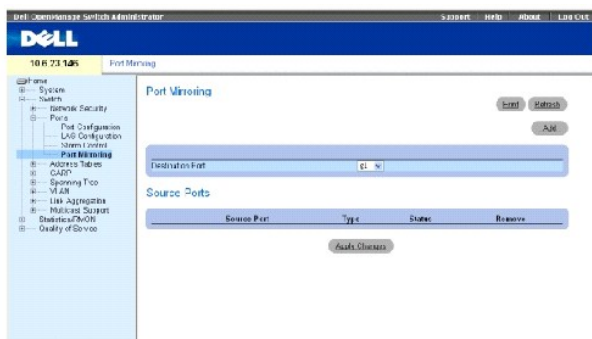 Dell OpenManage Switch Administrator
Support Help About Log Out
DELL
10.6.23.146 Port Mirroring
Home
System
Switch
Network Security
Ports
Port Configuration
LAG Configuration
Storm Control
Port Mirroring
Address Tables
GARP
Spanning Tree
VLAN
Link Aggregation
Multicast Support
Statistics/RMON
Quality of Service
Port Mirroring
Print Refresh
Add
Destination Port g1
Source Ports
Source Port Type Status Remove
Apply Changes